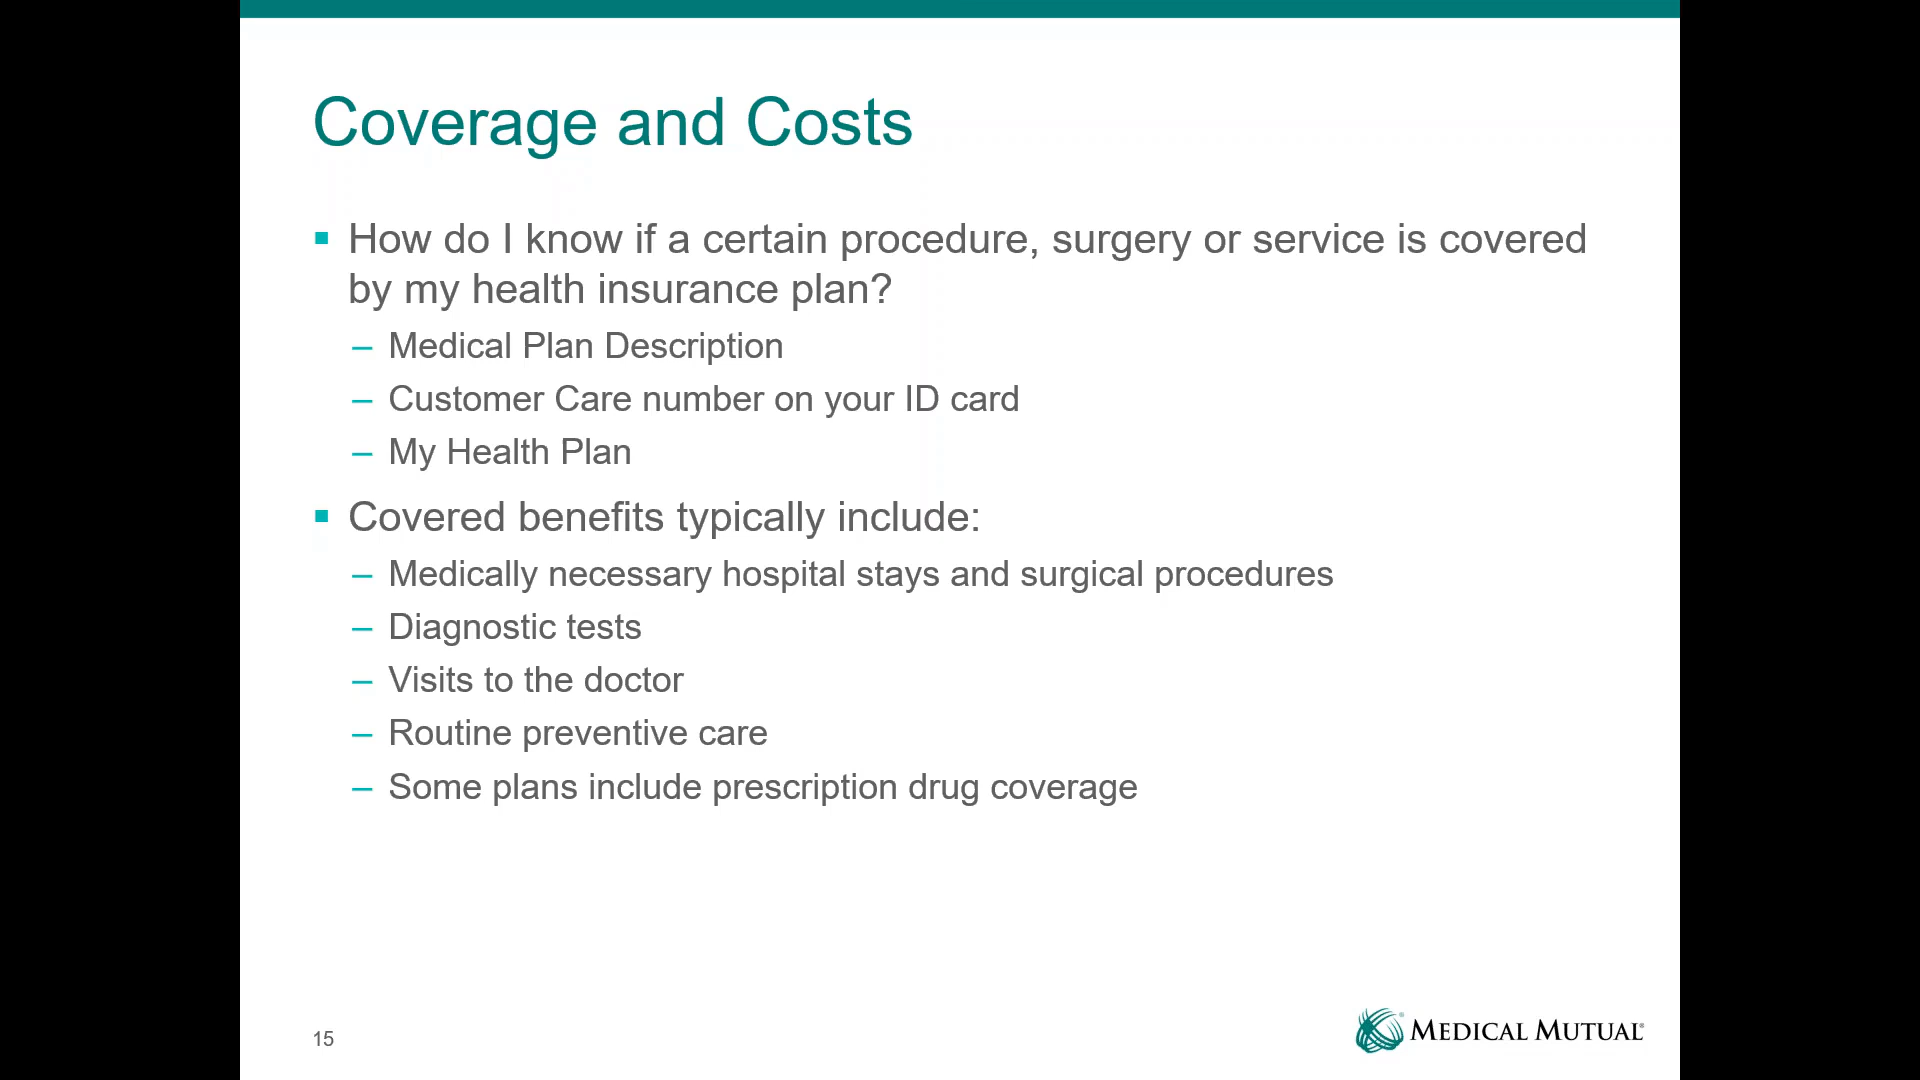 Coverage and Costs
▪ How do I know if a certain procedure, surgery or service is covered
by my health insurance plan?
– Medical Plan Description
– Customer Care number on your ID card
– My Health Plan
▪ Covered benefits typically include:
– Medically necessary hospital stays and surgical procedures
– Diagnostic tests
– Visits to the doctor
– Routine preventive care
– Some plans include prescription drug coverage
15
® MEDICAL MUTUAL®